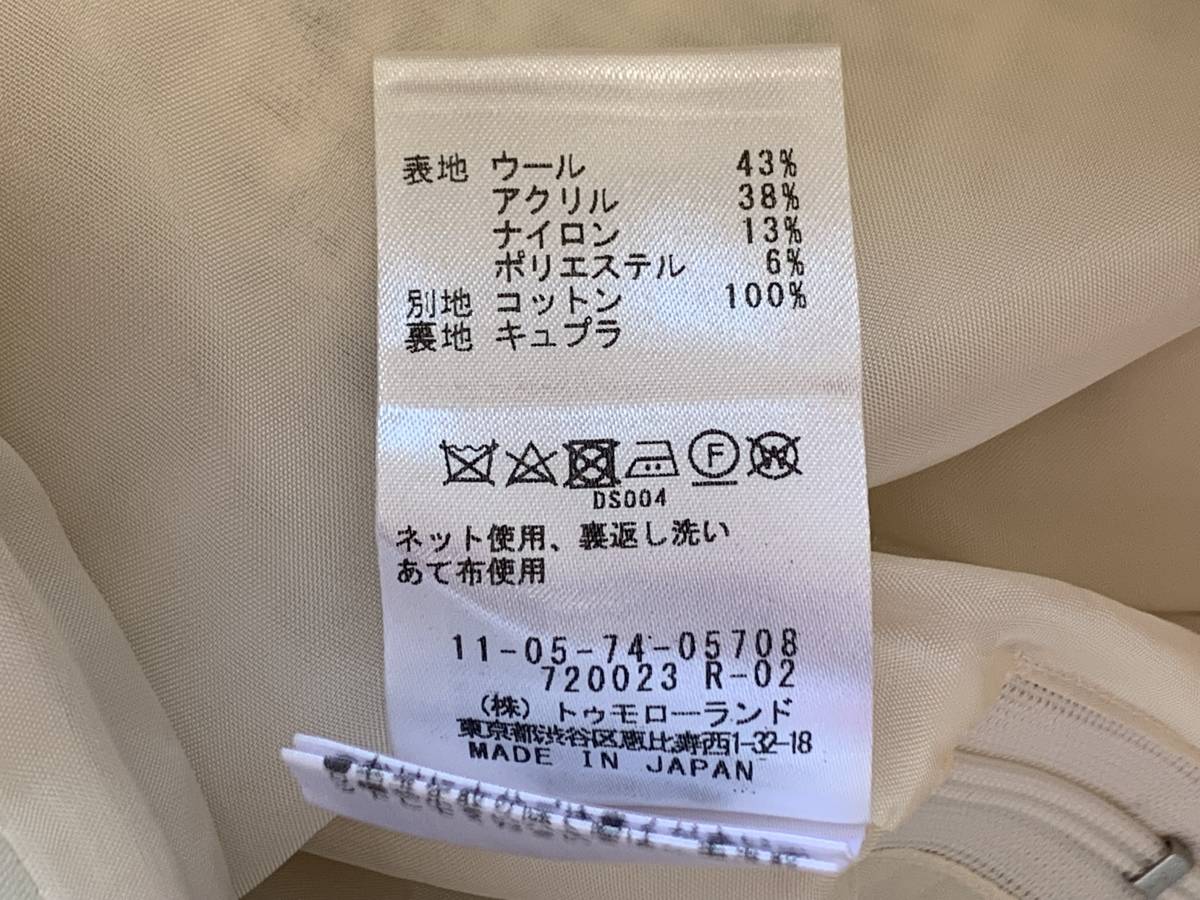 表地 ウール 43%
アクリル 38%
ナイロン 13%
ポリエステル 6%
別地 コットン 100%
裏地 キュプラ
F
W
DS004
ネット使用、裏返し洗い
あて布使用
11-05-74-05708
720023 R-02
(株) トゥモローランド
東京都渋谷区恵比寿西1-32-18
MADE IN JAPAN